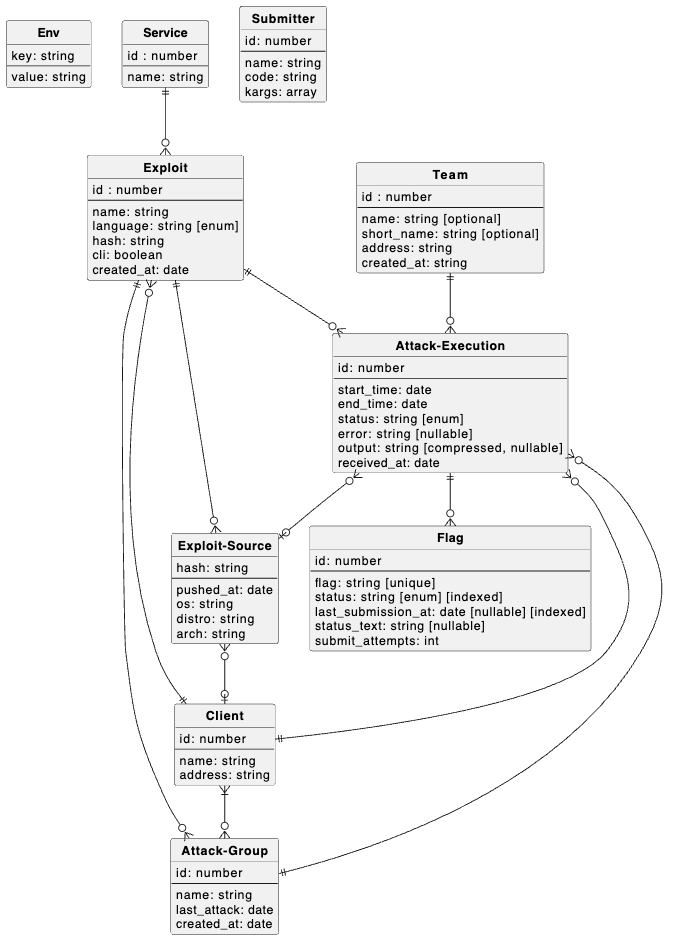 Env
key: string
value: string
Service
id : number
name: string
Submitter
id: number
name: string
code: string
kargs: array
Exploit
id : number
name: string
language: string [enum]
hash: string
cli: boolean
created_at: date
Team
id : number
name: string [optional]
short_name: string [optional]
address: string
created_at: string
Attack-Execution
id: number
start_time: date
end_time: date
status: string [enum]
error: string [nullable]
output: string [compressed, nullable]
received_at: date
Exploit-Source
hash: string
pushed_at: date
os: string
distro: string
arch: string
Flag
id: number
flag: string [unique]
status: string [enum] [indexed]
last_submission_at: date [nullable] [indexed]
status_text: string [nullable]
submit_attempts: int
Client
id: number
name: string
address: string
Attack-Group
id: number
name: string
last_attack: date
created_at: date